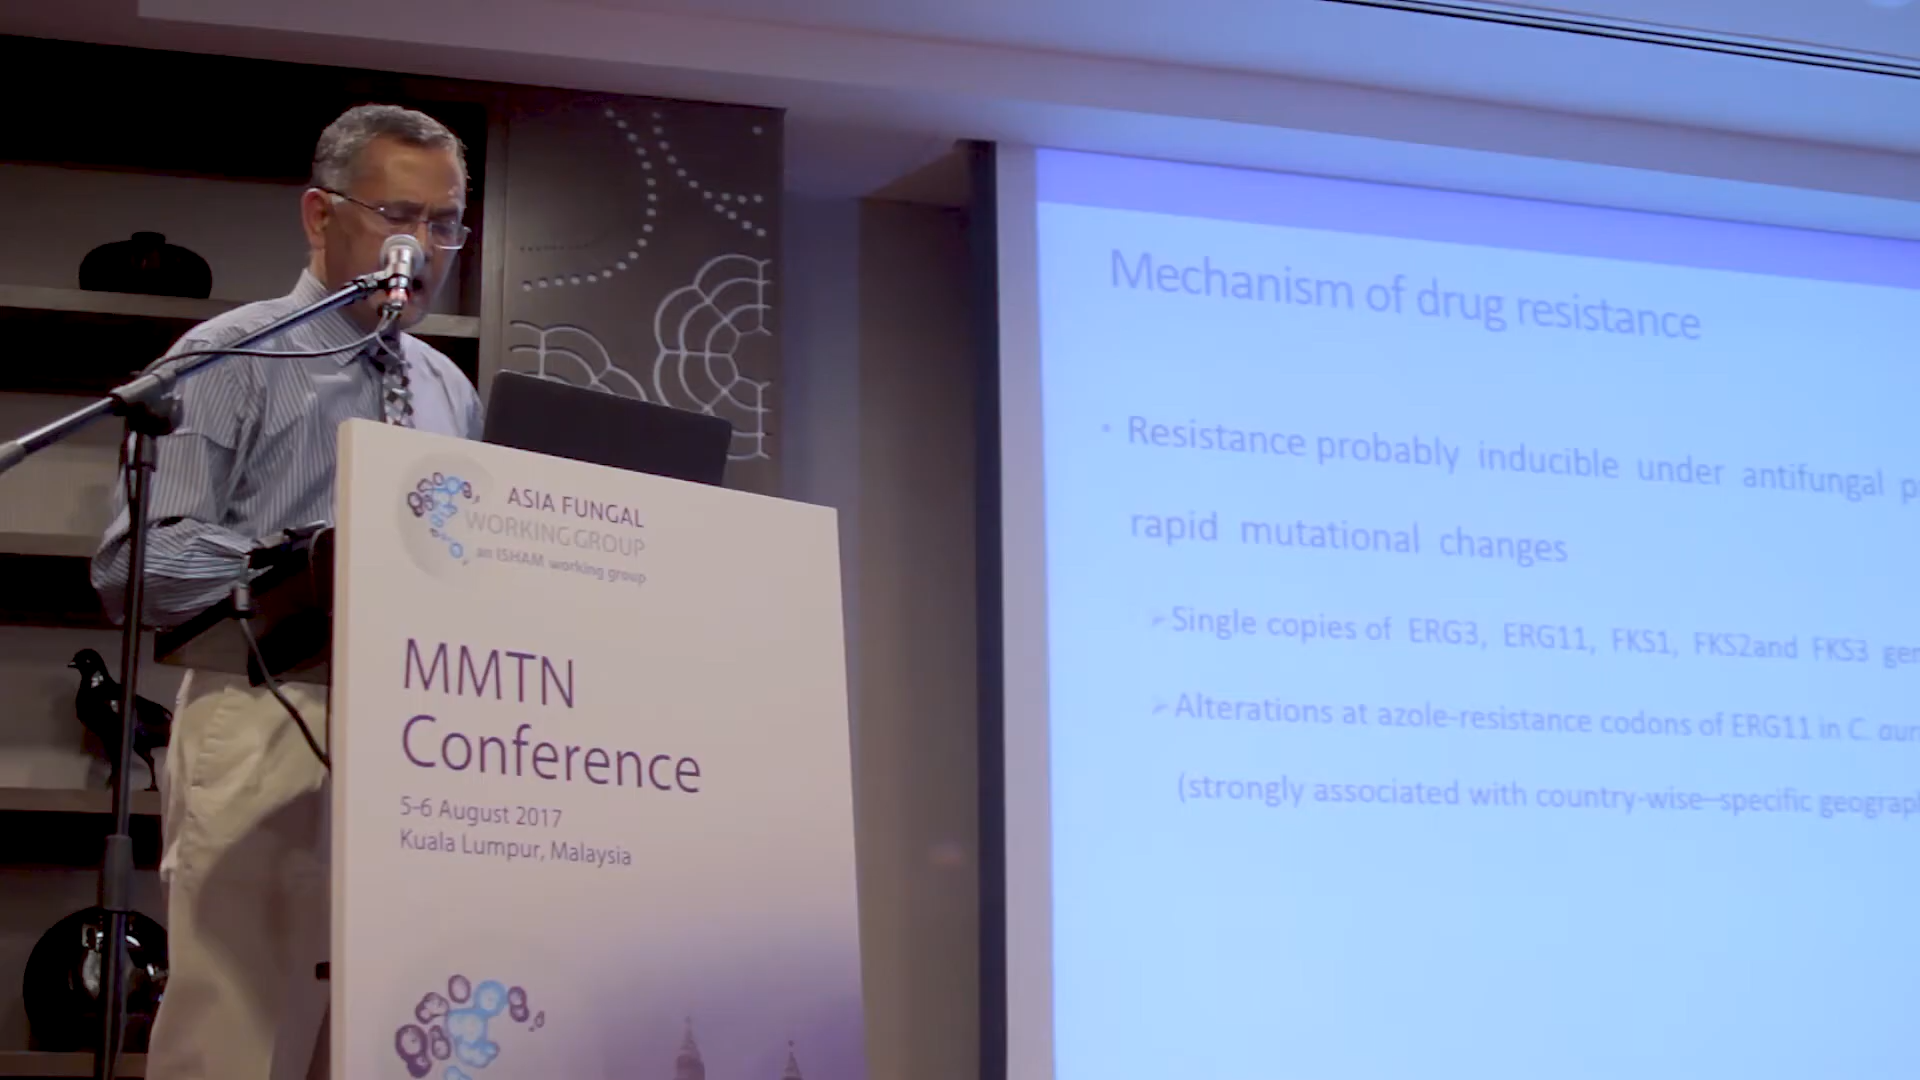 ASIA FUNGAL
WORKING GROUP
an ISHAM working group
MMTN
Conference
5-6 August 2017
Kuala Lumpur, Malaysia
Mechanism of drug resistance
• Resistance probably inducible under antifungal
rapid mutational changes
➢Single copies of ERG3, ERG11, FKS1, FKS2and FKS3
➢Alterations at azole-resistance codons of ERG11 in C.
(strongly associated with country-wise–specific